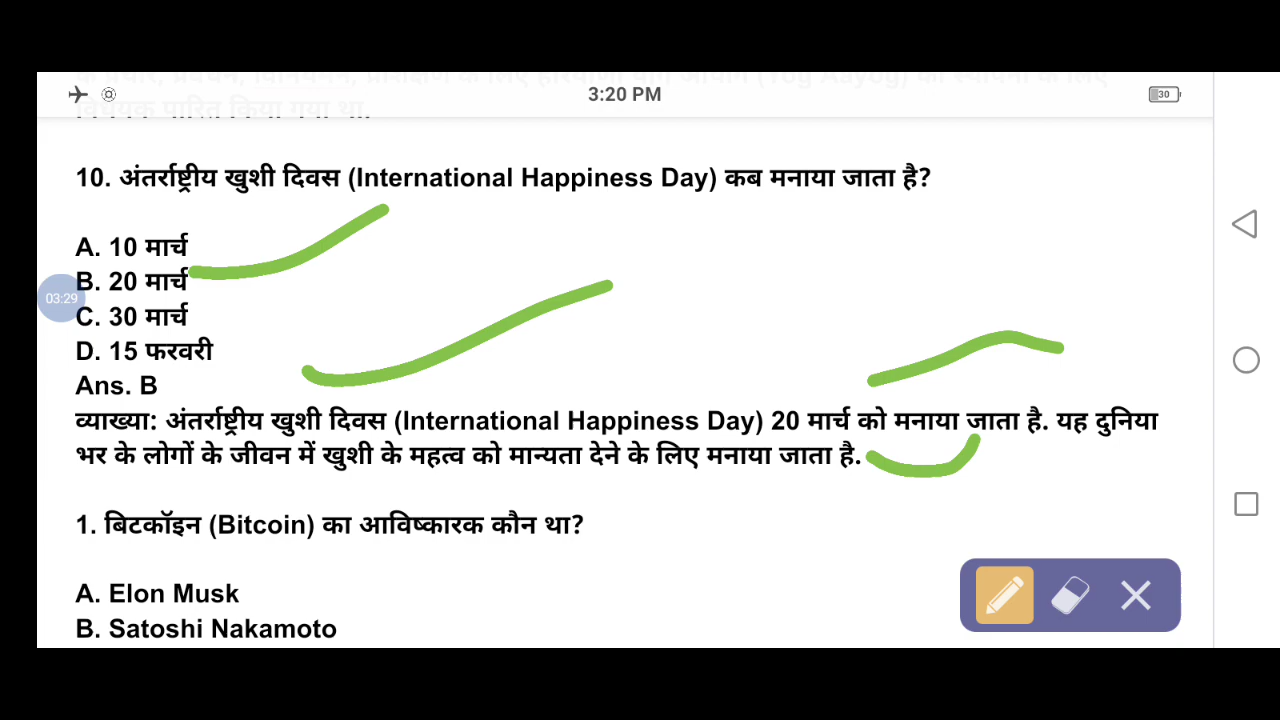 3:20 PM
30
विधेयक पारित किया गया था.
10. अंतर्राष्ट्रीय खुशी दिवस (International Happiness Day) कब मनाया जाता है?
A. 10 मार्च
B. 20 मार्च
03:29
C. 30 मार्च
D. 15 फरवरी
Ans. B
व्याख्या: अंतर्राष्ट्रीय खुशी दिवस (International Happiness Day) 20 मार्च को मनाया जाता है. यह दुनिया
भर के लोगों के जीवन में खुशी के महत्व को मान्यता देने के लिए मनाया जाता है.
1. बिटकॉइन (Bitcoin) का आविष्कारक कौन था?
A. Elon Musk
B. Satoshi Nakamoto